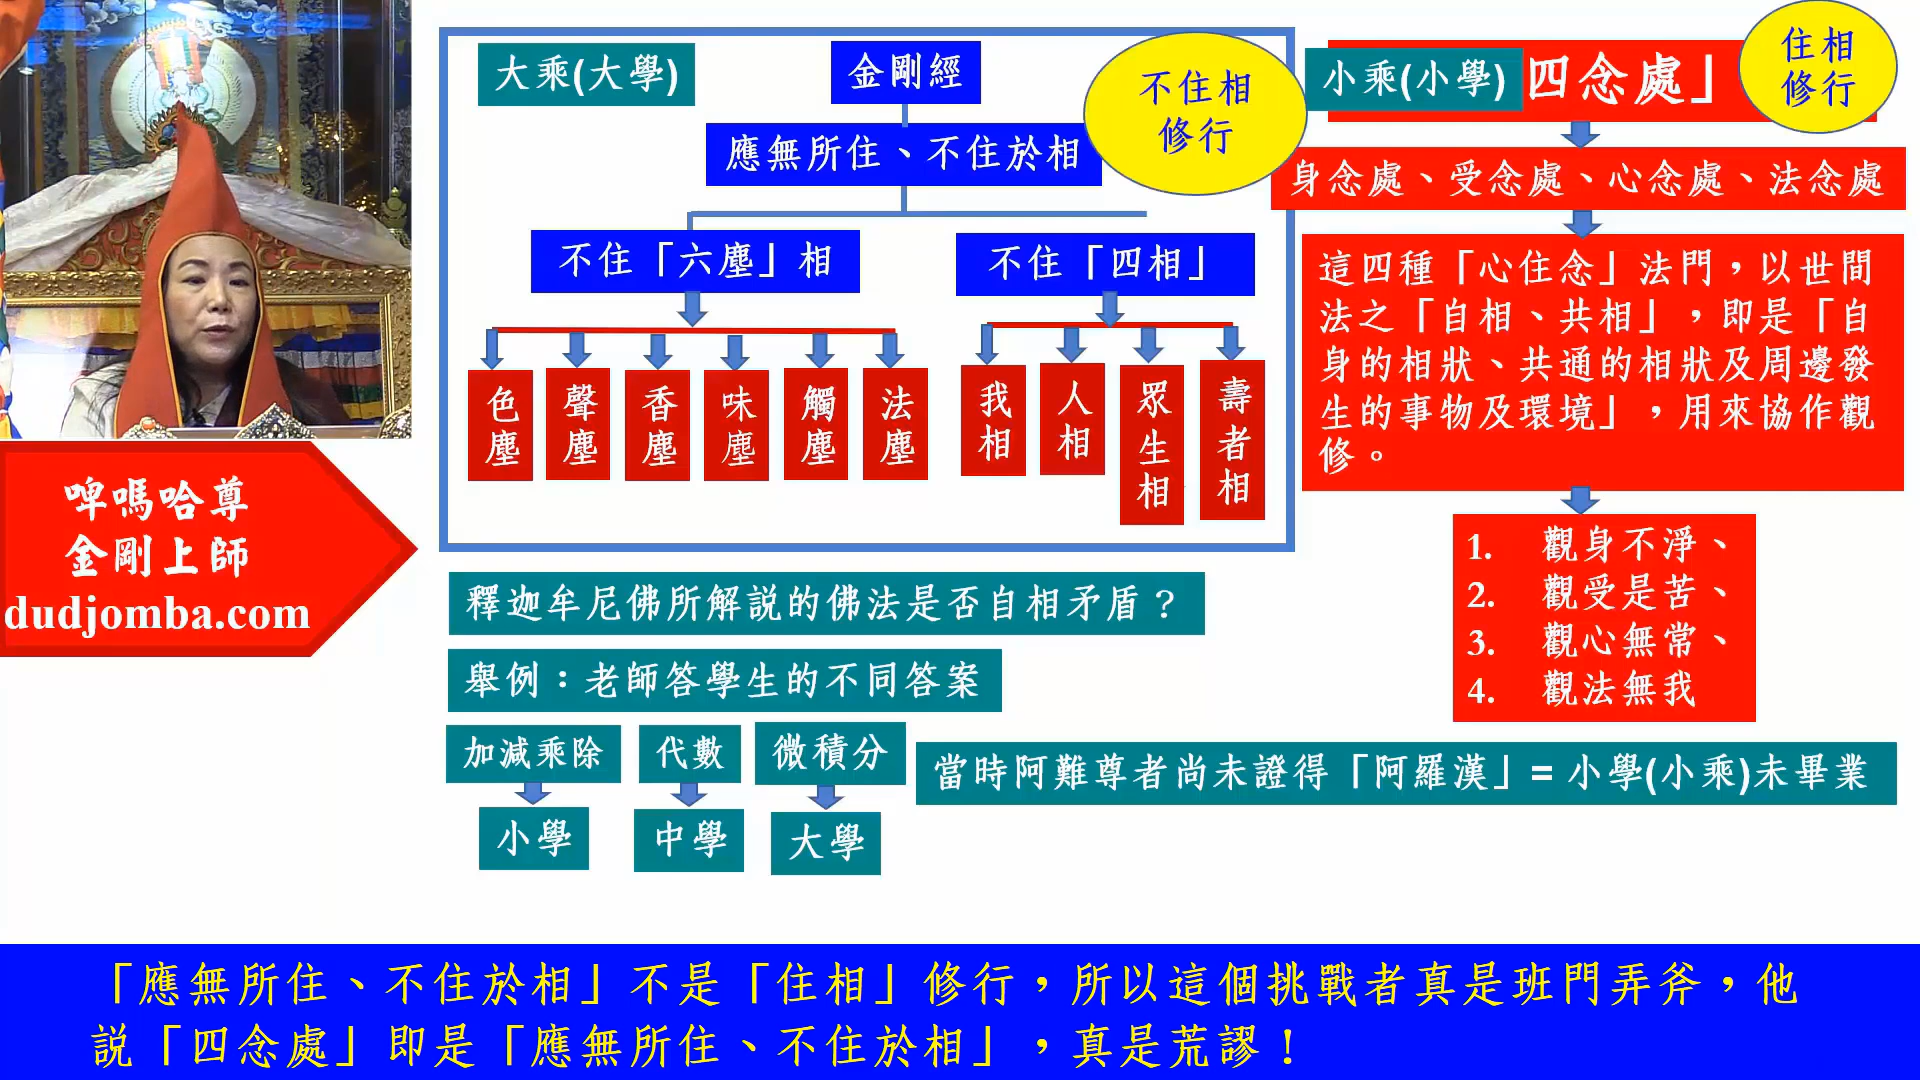 大乘(大學)
金剛經
不住相
修行
應無所住、不住於相
不住「六塵」相
不住「四相」
色塵
聲塵
香塵
味塵
觸塵
法塵
我相
人相
眾生相
壽者相
小乘(小學)
四念處」
住相
修行
身念處、受念處、心念處、法念處
這四種「心住念」法門，以世間
法之「自相、共相」，即是「自
身的相狀、共通的相狀及周邊發
生的事物及環境」，用來協作觀
修。
1. 觀身不淨、
2. 觀受是苦、
3. 觀心無常、
4. 觀法無我
啤嗎哈尊
金剛上師
dudjomba.com
釋迦牟尼佛所解説的佛法是否自相矛盾？
舉例：老師答學生的不同答案
加減乘除
代數
微積分
小學
中學
大學
當時阿難尊者尚未證得「阿羅漢」= 小學(小乘)未畢業
「應無所住、不住於相」不是「住相」修行，所以這個挑戰者真是班門弄斧，他
説「四念處」即是「應無所住、不住於相」，真是荒謬！